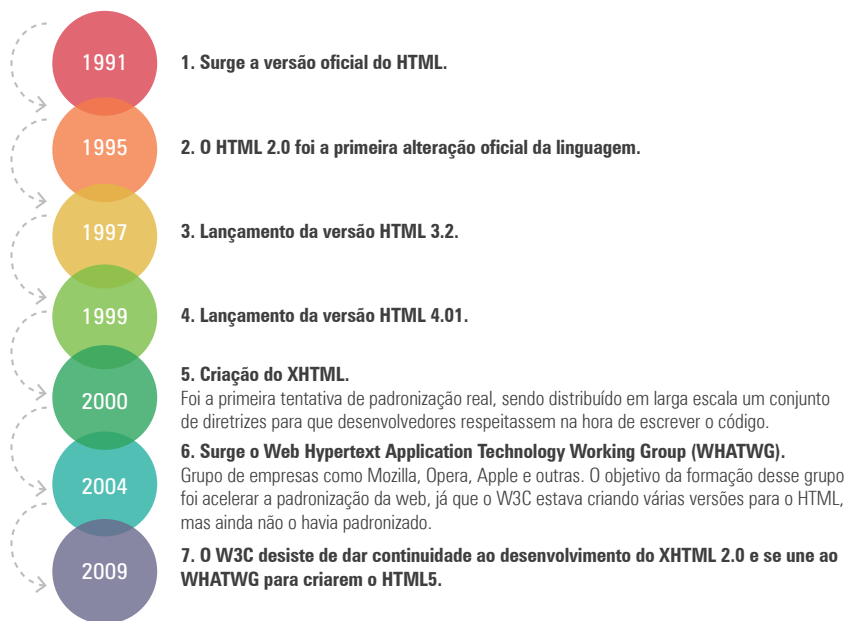 1991
1. Surge a versão oficial do HTML.
1995
2. O HTML 2.0 foi a primeira alteração oficial da linguagem.
1997
3. Lançamento da versão HTML 3.2.
1999
4. Lançamento da versão HTML 4.01.
2000
5. Criação do XHTML.
Foi a primeira tentativa de padronização real, sendo distribuído em larga escala um conjunto
de diretrizes para que desenvolvedores respeitassem na hora de escrever o código.
2004
6. Surge o Web Hypertext Application Technology Working Group (WHATWG).
Grupo de empresas como Mozilla, Opera, Apple e outras. O objetivo da formação desse grupo
foi acelerar a padronização da web, já que o W3C estava criando várias versões para o HTML,
mas ainda não o havia padronizado.
2009
7. O W3C desiste de dar continuidade ao desenvolvimento do XHTML 2.0 e se une ao
WHATWG para criarem o HTML5.